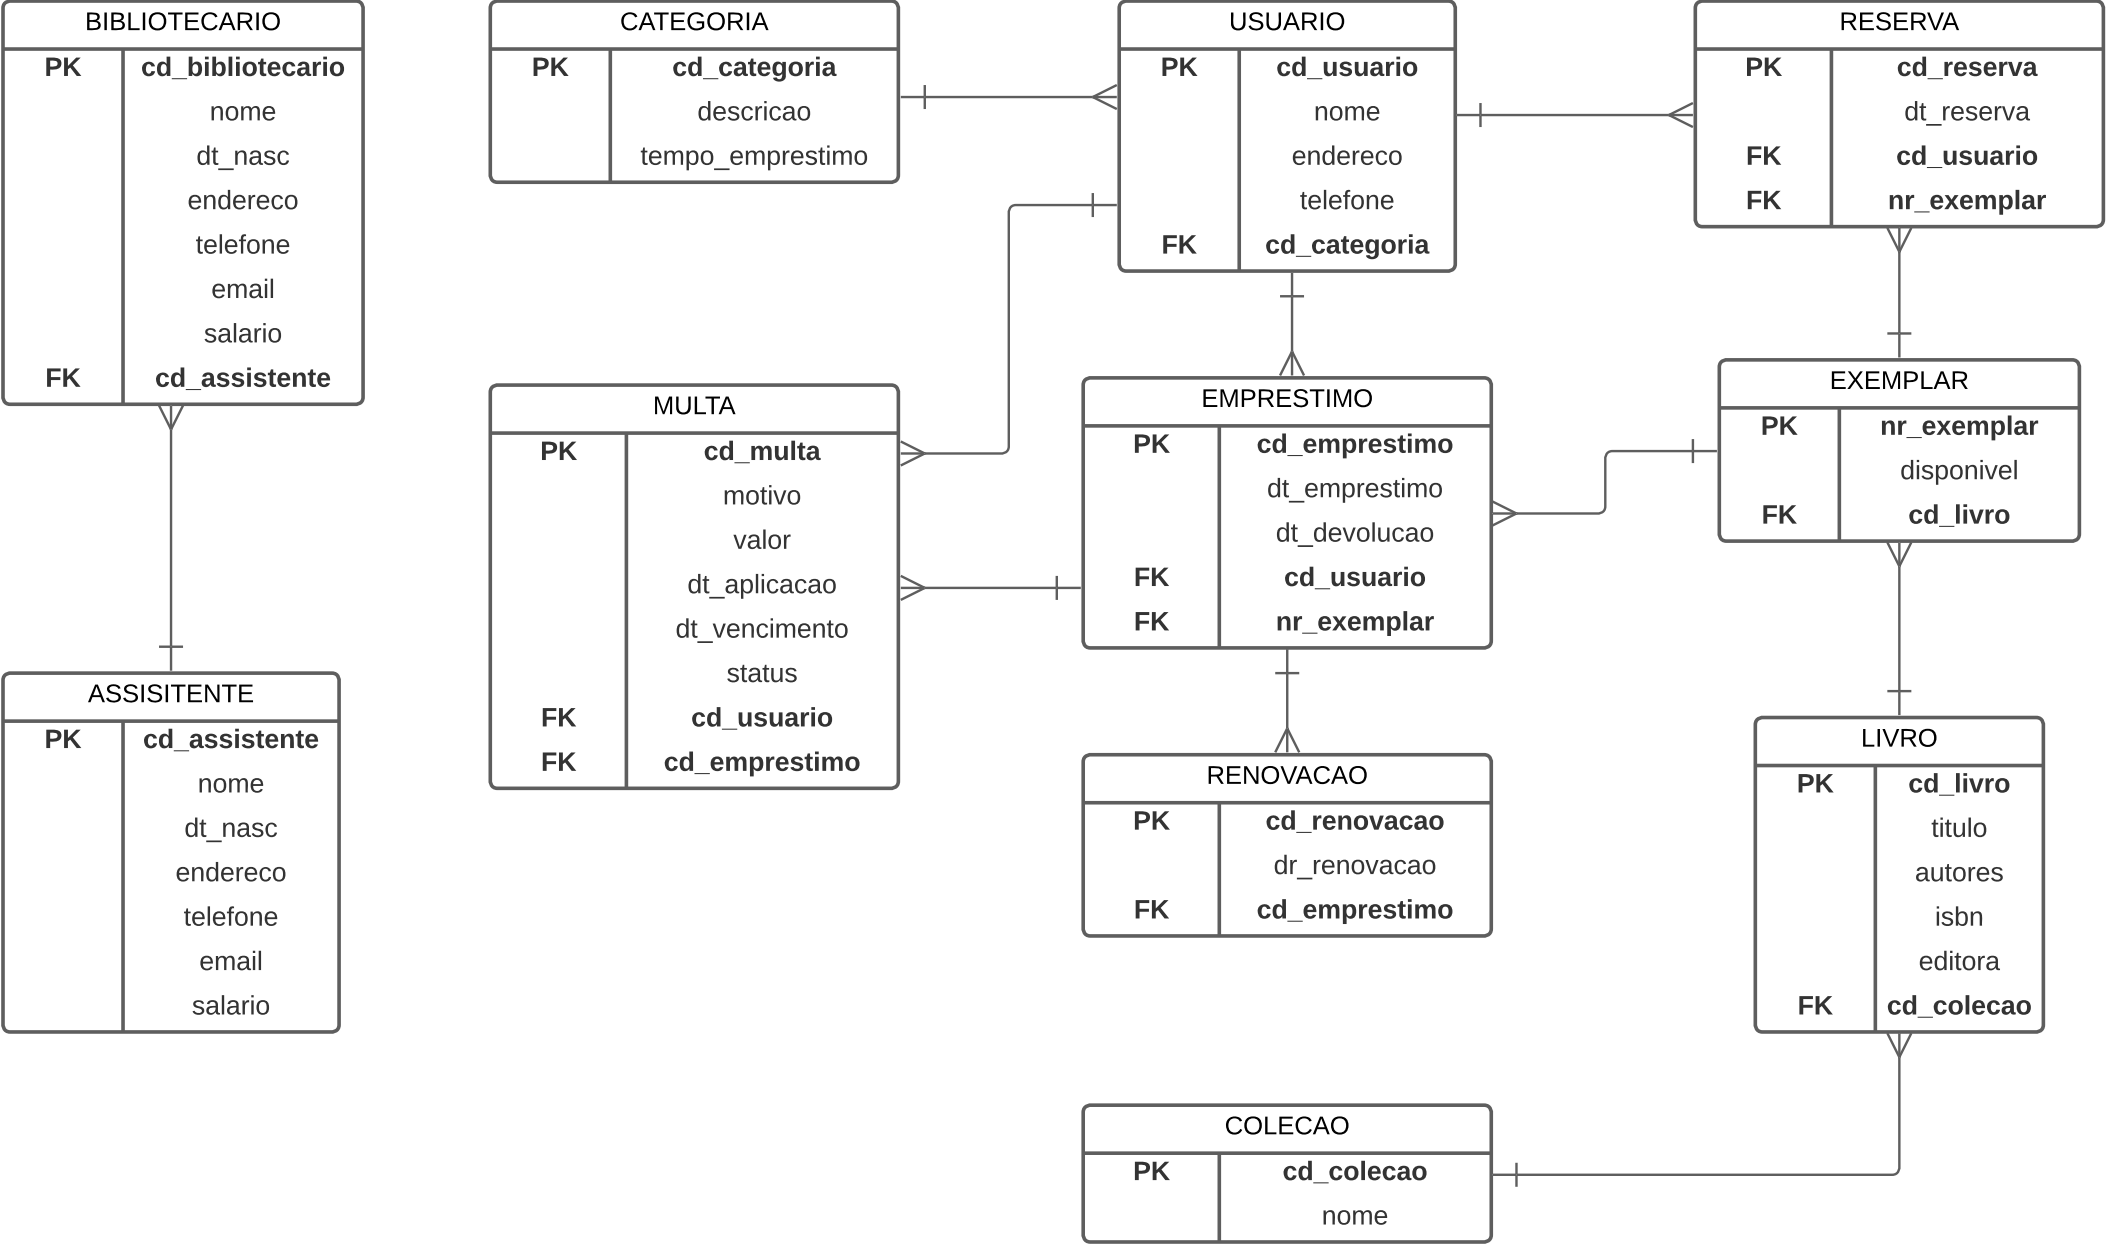 BIBLIOTECARIO
PK cd_bibliotecario
nome
dt_nasc
endereco
telefone
email
salario
FK cd_assistente
CATEGORIA
PK cd_categoria
descricao
tempo_emprestimo
USUARIO
PK cd_usuario
nome
endereco
telefone
FK cd_categoria
RESERVA
PK cd_reserva
dt_reserva
FK cd_usuario
FK nr_exemplar
MULTA
PK cd_multa
motivo
valor
dt_aplicacao
dt_vencimento
status
FK cd_usuario
FK cd_emprestimo
EMPRESTIMO
PK cd_emprestimo
dt_emprestimo
dt_devolucao
FK cd_usuario
FK nr_exemplar
EXEMPLAR
PK nr_exemplar
disponivel
FK cd_livro
ASSISITENTE
PK cd_assistente
nome
dt_nasc
endereco
telefone
email
salario
RENOVACAO
PK cd_renovacao
dr_renovacao
FK cd_emprestimo
LIVRO
PK cd_livro
titulo
autores
isbn
editora
FK cd_colecao
COLECAO
PK cd_colecao
nome